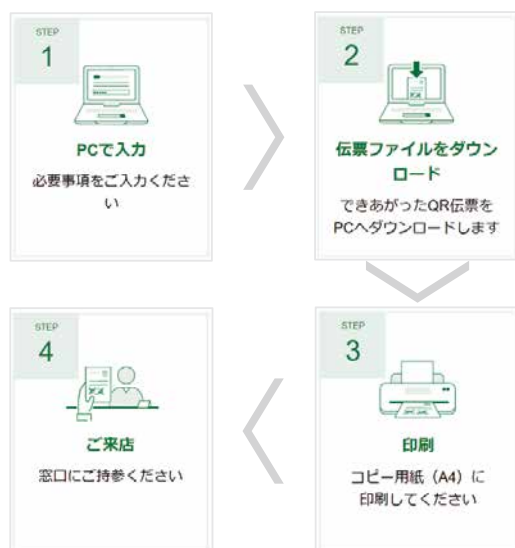 STEP
1
PCで入力
必要事項をご入力くださ
い
STEP
2
伝票ファイルをダウン
ロード
できあがったQR伝票を
PCへダウンロードします
STEP
3
印刷
コピー用紙（A4）に
印刷してください
STEP
4
ご来店
窓口にご持参ください